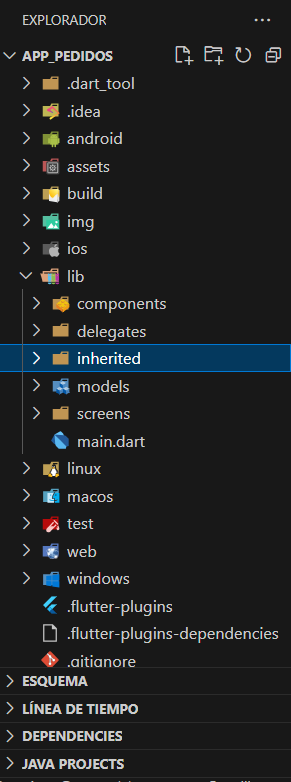 EXPLORADOR
APP_PEDIDOS
.dart_tool
.idea
android
assets
build
img
ios
lib
components
delegates
inherited
models
screens
main.dart
linux
macos
test
web
windows
.flutter-plugins
.flutter-plugins-dependencies
.gitignore
ESQUEMA
LÍNEA DE TIEMPO
DEPENDENCIES
JAVA PROJECTS